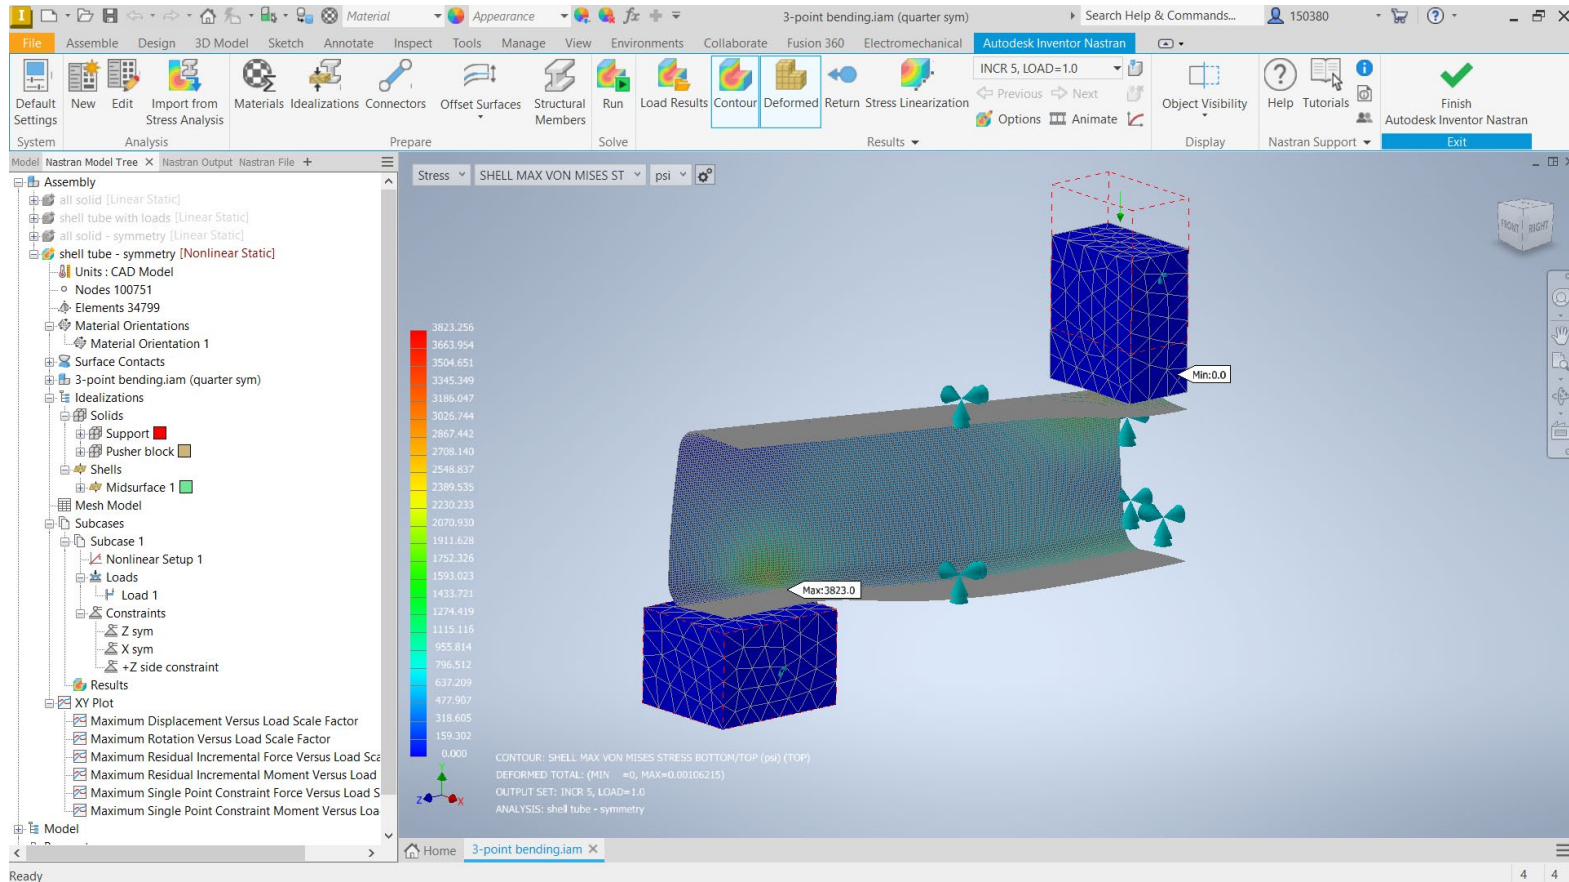 Material
Appearance
fx
3-point bending.iam (quarter sym)
Search Help & Commands...
150380
File Assemble Design 3D Model Sketch Annotate Inspect Tools Manage View Environments Collaborate Fusion 360 Electromechanical Autodesk Inventor Nastran
Default Settings
New
Edit
Import from Stress Analysis
Materials
Idealizations
Connectors
Offset Surfaces
Structural Members
Run
Load Results
Contour
Deformed
Return
Stress Linearization
INCR 5, LOAD=1.0
Previous
Next
Options
Animate
Object Visibility
Help
Tutorials
Finish
Autodesk Inventor Nastran
System
Analysis
Prepare
Solve
Results
Display
Nastran Support
Exit
Model Nastran Model Tree Nastran Output Nastran File +
Assembly
all solid [Linear Static]
shell tube with loads [Linear Static]
all solid - symmetry [Linear Static]
shell tube - symmetry [Nonlinear Static]
Units : CAD Model
Nodes 100751
Elements 34799
Material Orientations
Material Orientation 1
Surface Contacts
3-point bending.iam (quarter sym)
Idealizations
Solids
Support
Pusher block
Shells
Midsurface 1
Mesh Model
Subcases
Subcase 1
Nonlinear Setup 1
Loads
Load 1
Constraints
Z sym
X sym
+Z side constraint
Results
XY Plot
Maximum Displacement Versus Load Scale Factor
Maximum Rotation Versus Load Scale Factor
Maximum Residual Incremental Force Versus Load Sca
Maximum Residual Incremental Moment Versus Load
Maximum Single Point Constraint Force Versus Load S
Maximum Single Point Constraint Moment Versus Loa
Model
Stress
SHELL MAX VON MISES ST
psi
FRONT
RIGHT
3823.256
3663.954
3504.651
3345.349
3186.047
3026.744
2867.442
2708.140
2548.837
2389.535
2230.233
2070.930
1911.628
1752.326
1593.023
1433.721
1274.419
1115.116
955.814
796.512
637.209
477.907
318.605
159.302
0.000
Min:0.0
Max:3823.0
Y
Z
X
CONTOUR: SHELL MAX VON MISES STRESS BOTTOM/TOP (psi) (TOP)
DEFORMED TOTAL: (MIN =0, MAX=0.00106215)
OUTPUT SET: INCR 5, LOAD=1.0
ANALYSIS: shell tube - symmetry
Home
3-point bending.iam
Ready
4 4